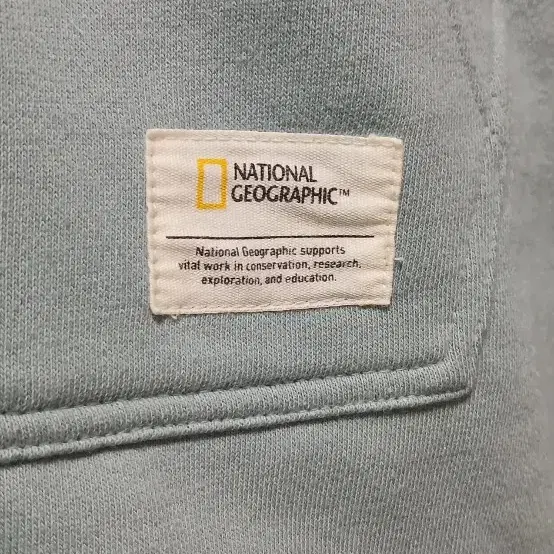 NATIONAL
GEOGRAPHIC™
National Geographic supports
vital work in conservation, research,
exploration, and education.